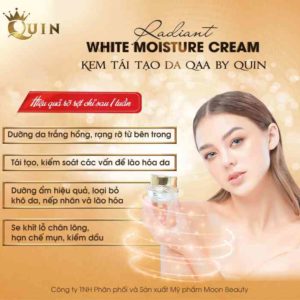 QUIN
Radiant
WHITE MOISTURE CREAM
KEM TÁI TẠO DA QAA BY QUIN
Hiệu quả rõ rệt chỉ sau 1 tuần
Dưỡng da trắng hồng, rạng rỡ từ bên trong
Tái tạo, kiểm soát các vấn đề lão hóa da
Dưỡng ẩm hiệu quả, loại bỏ
khô da, nếp nhăn và lão hóa
Se khít lỗ chân lông,
hạn chế mụn, kiềm dầu
Công ty TNH Phân phối và Sản xuất Mỹ phẩm Moon Beauty